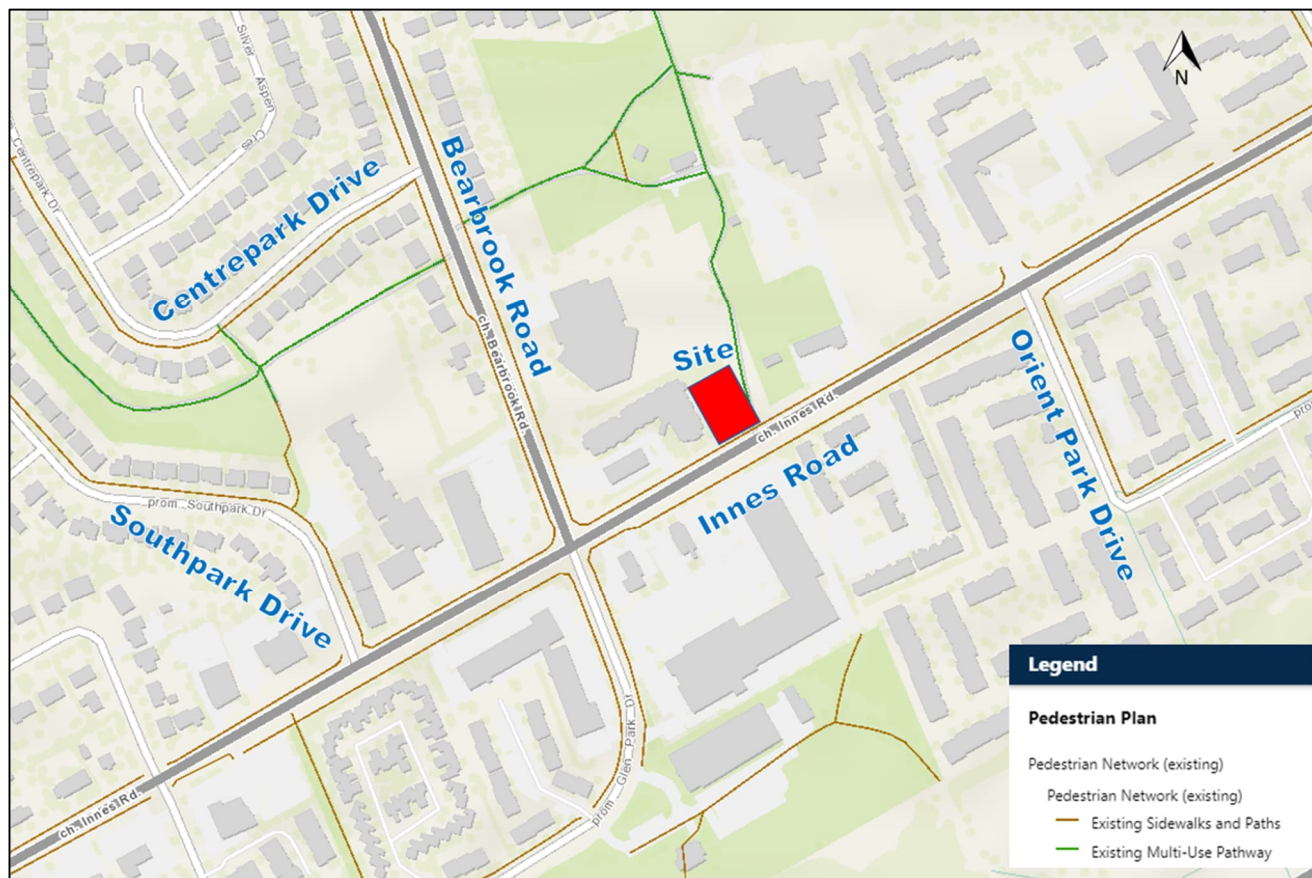 Silver Aspen Cres
N
Centrepark Dr
Centrepark Drive
Bearbrook Road
ch. Bearbrook Rd.
Site
ch. Innes Rd.
Innes Road
Orient Park Drive
pro
prom. Southpark Dr
Southpark Drive
prom. Glen Park Dr
ch. Innes Rd.
Legend
Pedestrian Plan
Pedestrian Network (existing)
Pedestrian Network (existing)
Existing Sidewalks and Paths
Existing Multi-Use Pathway